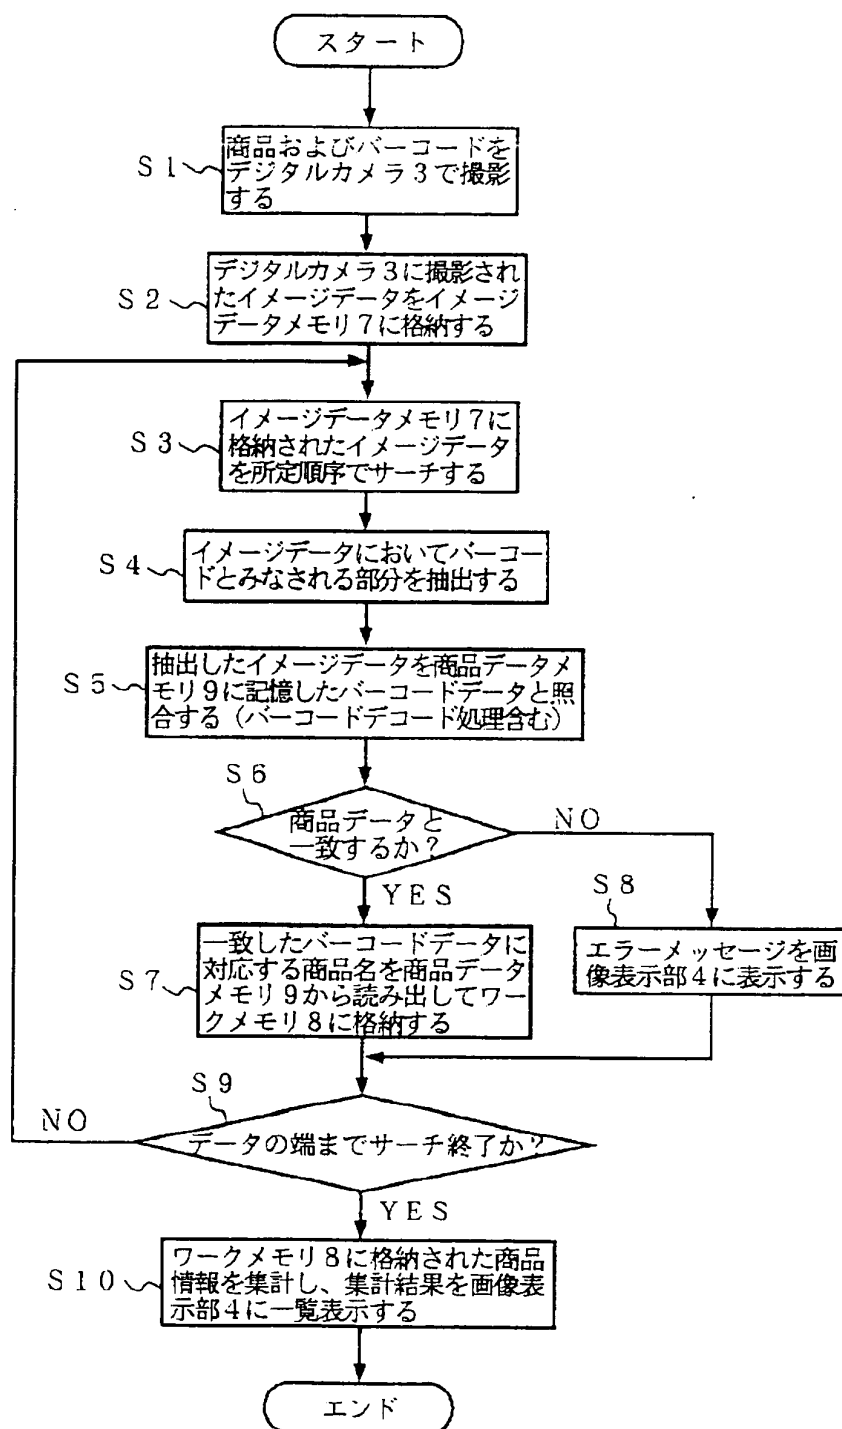 スタート
S1
商品およびバーコードを
デジタルカメラ3で撮影
する
S2
デジタルカメラ3に撮影され
たイメージデータをイメージ
データメモリ7に格納する
S3
イメージデータメモリ7に
格納されたイメージデータ
を所定順序でサーチする
S4
イメージデータにおいてバーコー
ドとみなされる部分を抽出する
S5
抽出したイメージデータを商品データメ
モリ9に記憶したバーコードデータと照
合する(バーコードデコード処理含む)
S6
商品データと
一致するか?
NO
YES
S7
一致したバーコードデータに
対応する商品名を商品データ
メモリ9から読み出してワー
クメモリ8に格納する
S8
エラーメッセージを画
像表示部4に表示する
S9
NO
データの端までサーチ終了か?
YES
S10
ワークメモリ8に格納された商品
情報を集計し、集計結果を画像表
示部4に一覧表示する
エンド